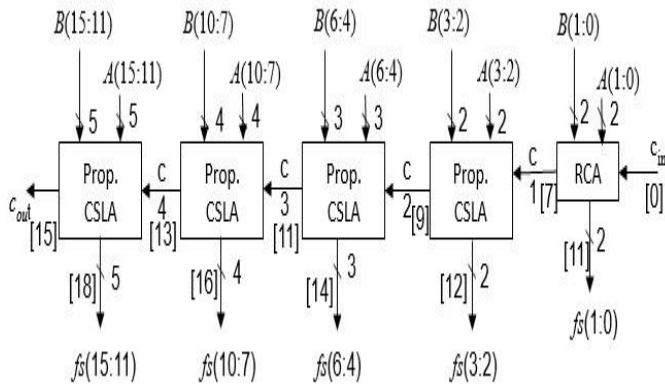 B(15:11) B(10:7) B(6:4) B(3:2) B(1:0)
A(15:11) A(10:7) A(6:4) A(3:2) A(1:0)
5 5 4 4 3 3 2 2 2 2
Prop. CSLA
Prop. CSLA
Prop. CSLA
Prop. CSLA
RCA
c_out C 4 C 3 C 2 C 1 c_in
[15] [13] [11] [9] [7] [0]
[18] 5 [16] 4 [14] 3 [12] 2 [11] 2
fs(15:11) fs(10:7) fs(6:4) fs(3:2) fs(1:0)